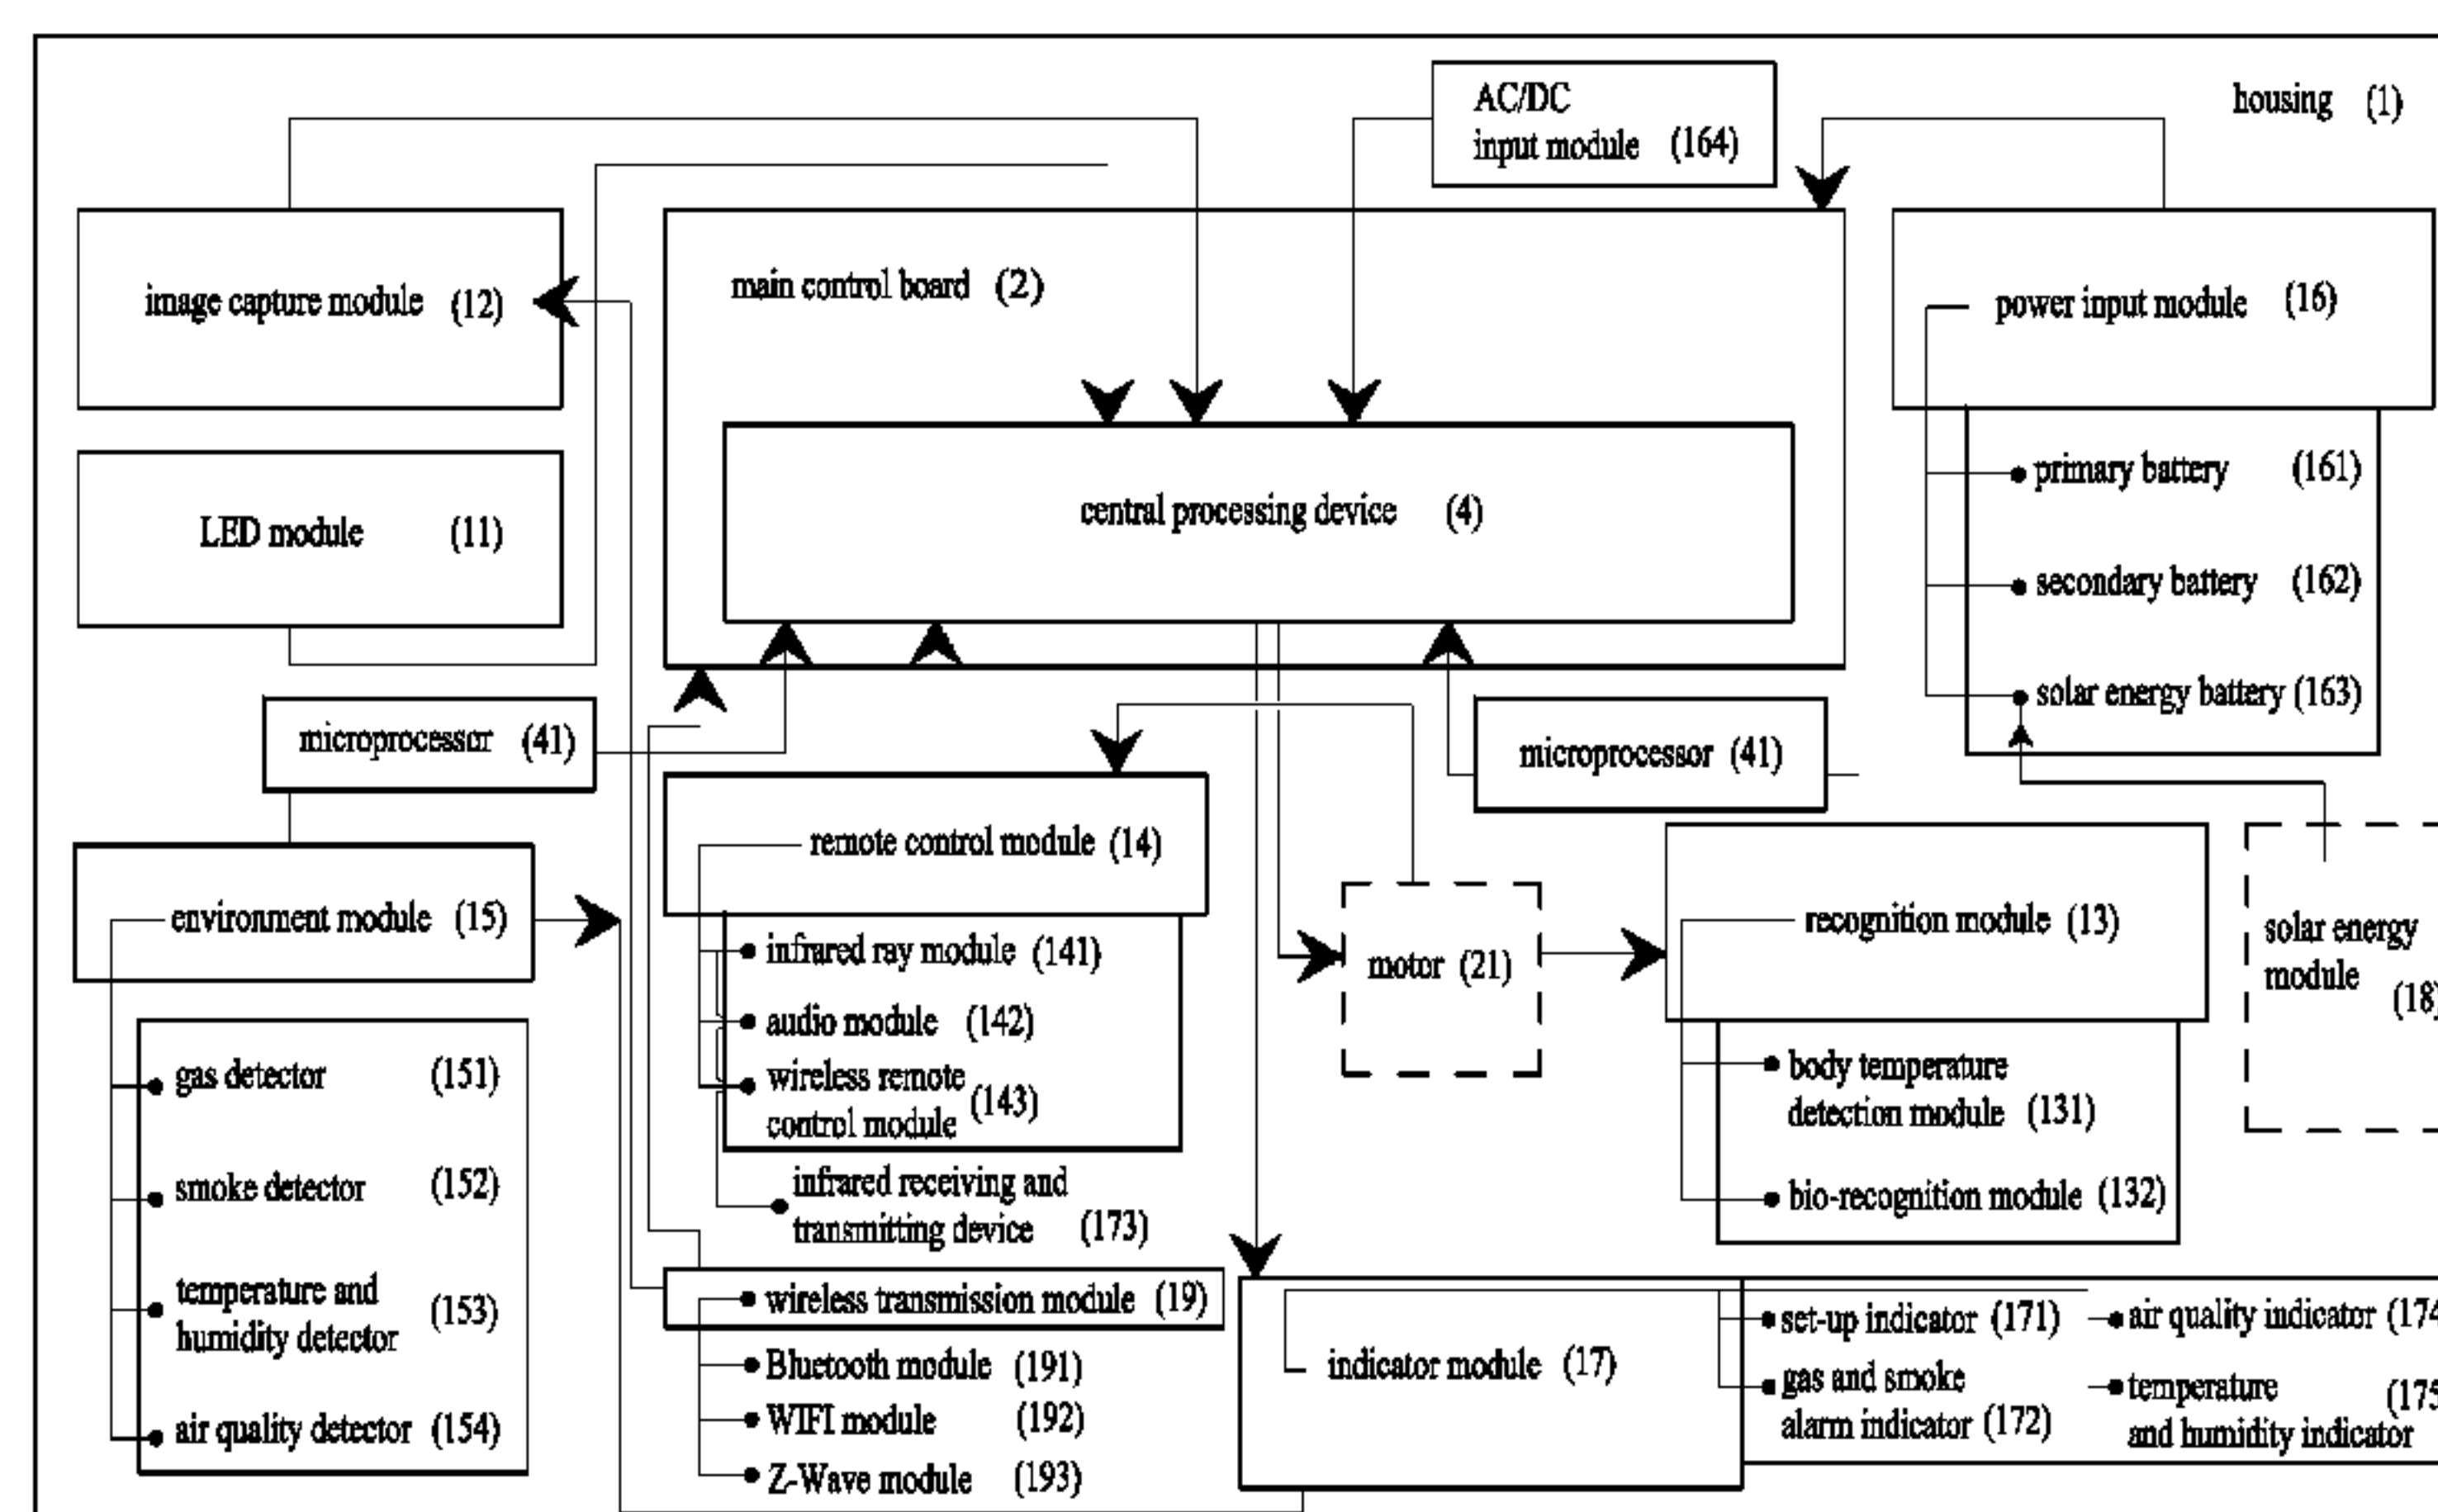 AC/DC
input module (164)
housing (1)
image capture module (12)
main control board (2)
power input module (16)
central processing device (4)
primary battery (161)
secondary battery (162)
solar energy battery (163)
LED module (11)
microprocessor (41)
microprocessor (41)
environment module (15)
gas detector (151)
smoke detector (152)
temperature and
humidity detector (153)
air quality detector (154)
remote control module (14)
infrared ray module (141)
audio module (142)
wireless remote
control module (143)
infrared receiving and
transmitting device (173)
wireless transmission module (19)
Bluetooth module (191)
WIFI module (192)
Z-Wave module (193)
motor (21)
recognition module (13)
body temperature
detection module (131)
bio-recognition module (132)
solar energy
module
(18)
indicator module (17)
set-up indicator (171)
gas and smoke
alarm indicator (172)
air quality indicator (174
temperature (175
and humidity indicator